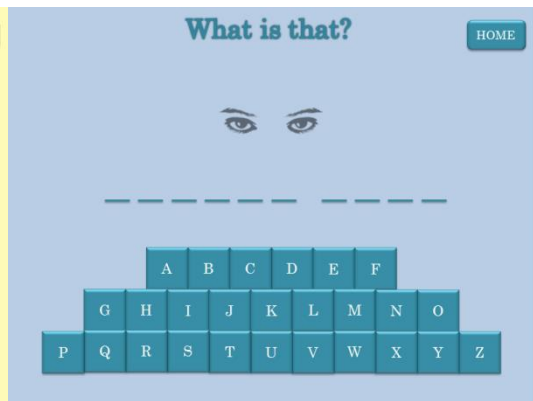 What is that?
HOME
A B C D E F
G H I J K L M N O
P Q R S T U V W X Y Z